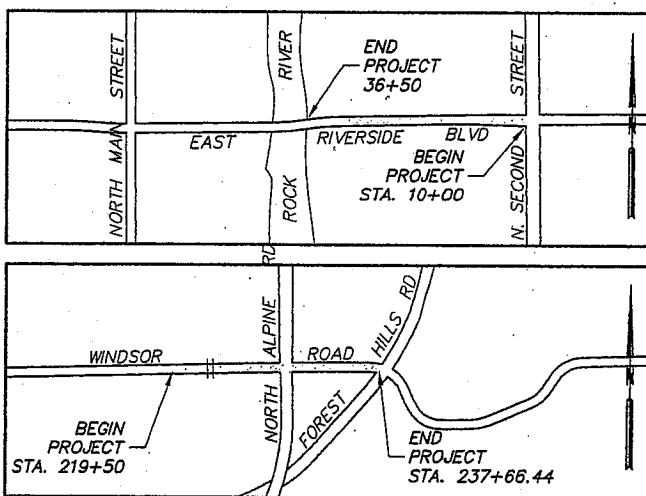 NORTH MAIN STREET
RIVER
ROCK
END
PROJECT
36+50
EAST RIVERSIDE BLVD
BEGIN
PROJECT
STA. 10+00
N. SECOND STREET
WINDSOR ROAD
NORTH ALPINE RD
FOREST HILLS RD
BEGIN
PROJECT
STA. 219+50
END
PROJECT
STA. 237+66.44